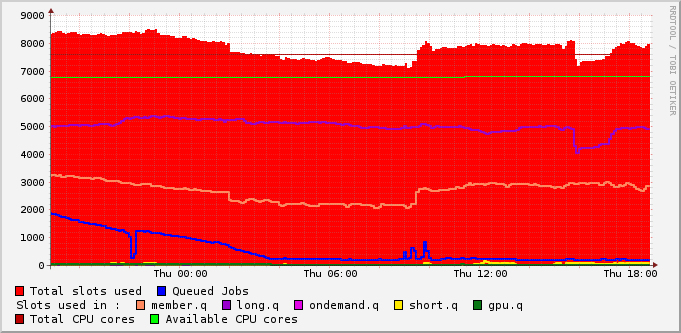 9000
8000
7000
6000
5000
4000
3000
2000
1000
0
Thu 00:00 Thu 06:00 Thu 12:00 Thu 18:00
RRDTOOL / TOBI OETIKER
Total slots used Queued Jobs
Slots used in : member.q long.q ondemand.q short.q gpu.q
Total CPU cores Available CPU cores